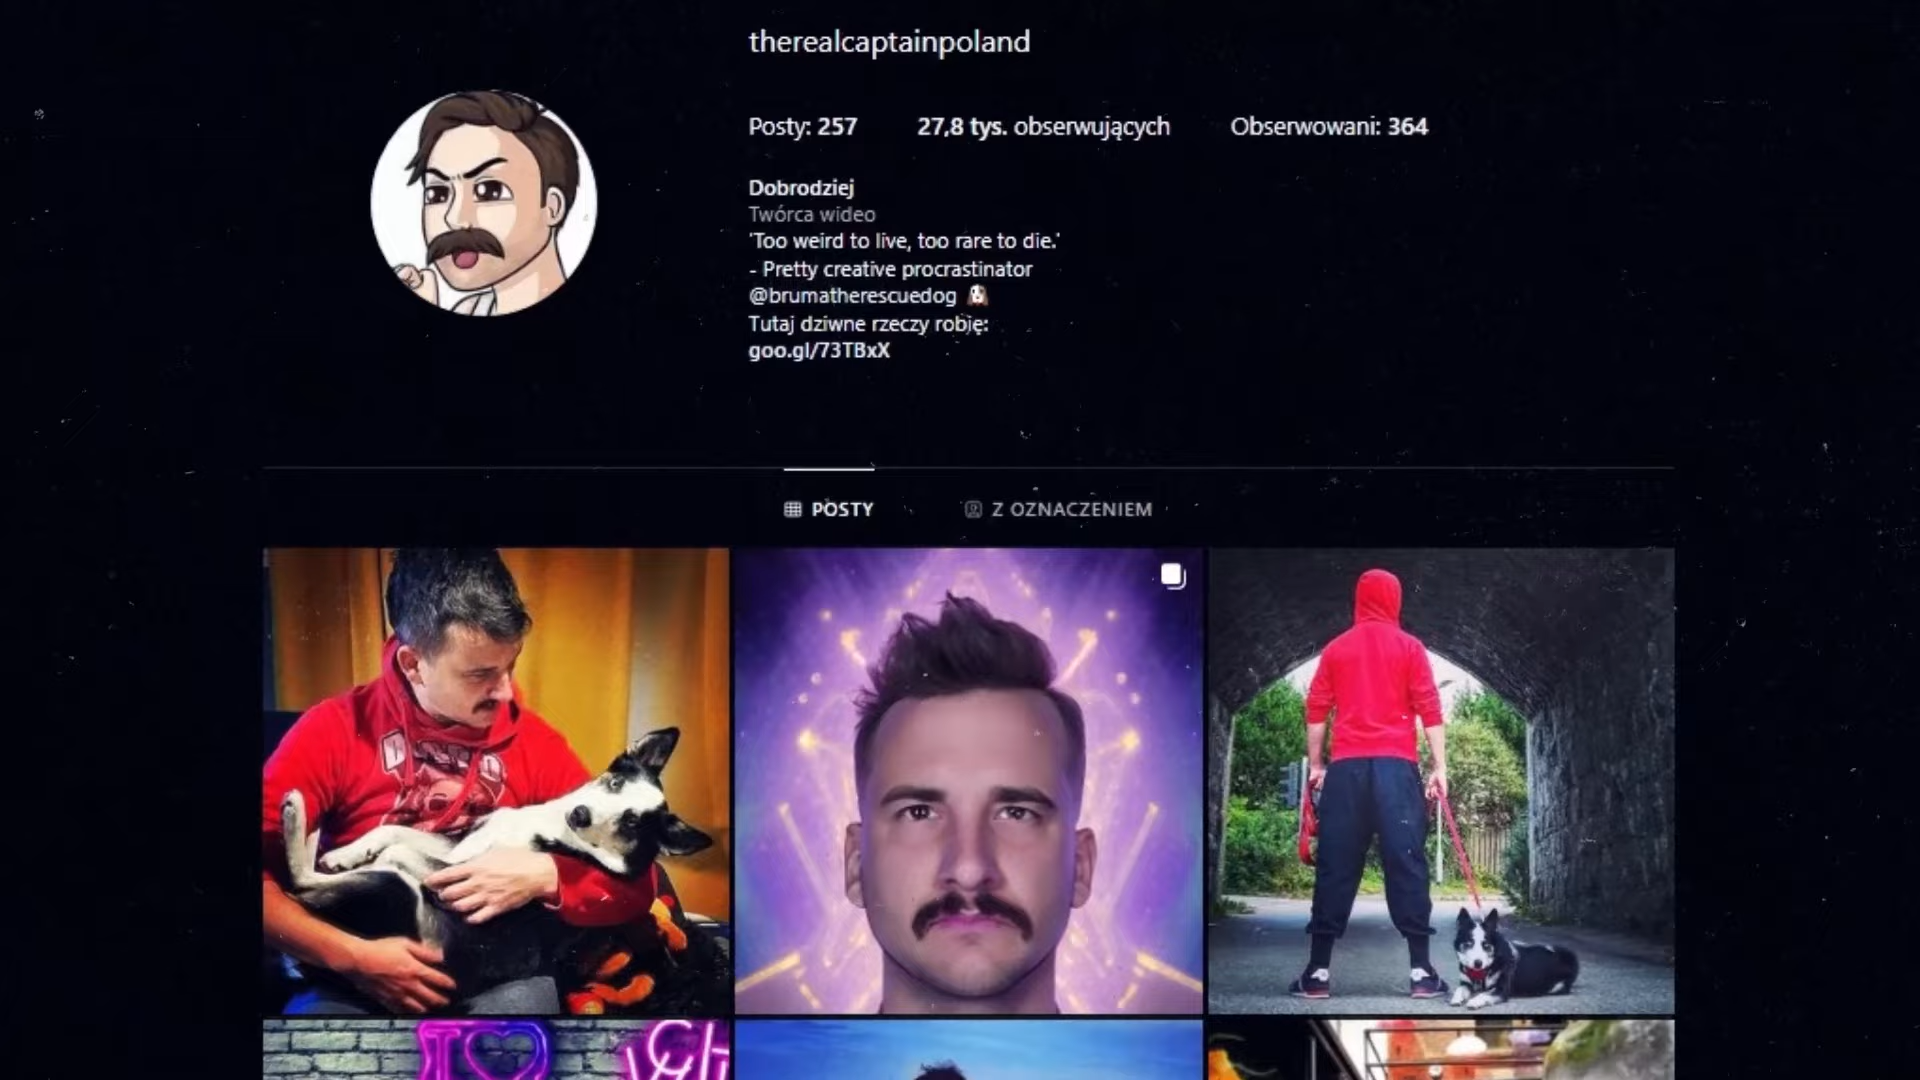 therealcaptainpoland
Posty: 257 27,8 tys. obserwujących Obserwowani: 364
Dobrodziej
Twórca wideo
'Too weird to live, too rare to die.'
- Pretty creative procrastinator
@brumatherescuedog
Tutaj dziwne rzeczy robię:
goo.gl/73TBxX
POSTY Z OZNACZENIEM
I